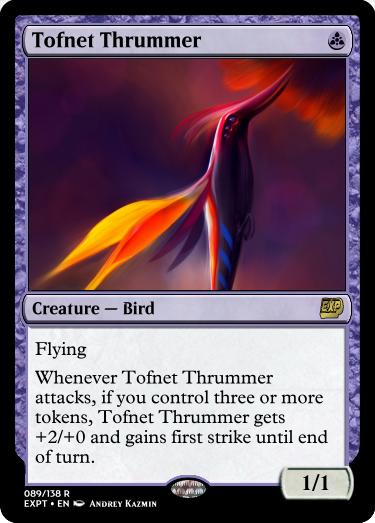 Tofnet Thrummer
Creature — Bird
EXP
Flying
Whenever Tofnet Thrummer
attacks, if you control three or more
tokens, Tofnet Thrummer gets
+2/+0 and gains first strike until end
of turn.
1/1
089/138 R
EXPT • EN Andrey Kazmin